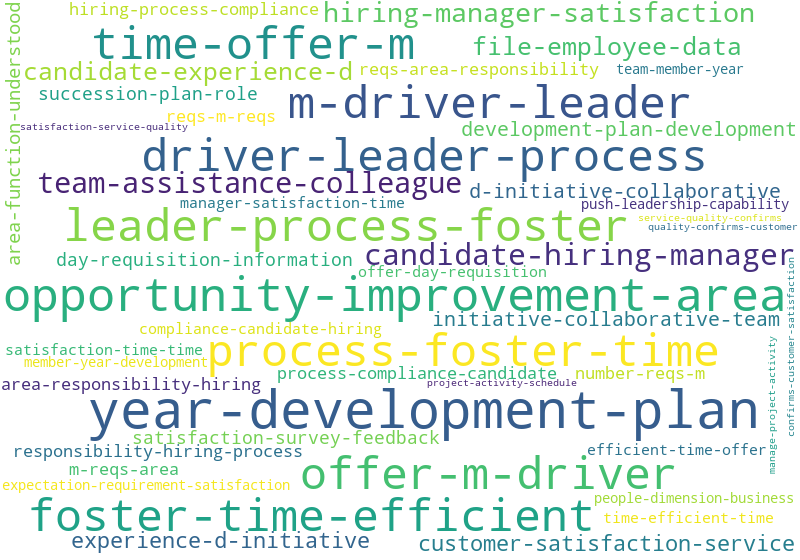 hiring-process-compliance
hiring-manager-satisfaction
time-offer-m
file-employee-data
candidate-experience-d
reqs-area-responsibility
team-member-year
area-function-understood
succession-plan-role
m-driver-leader
reqs-m-reqs
satisfaction-service-quality
development-plan-development
driver-leader-process
team-assistance-colleague
d-initiative-collaborative
manager-satisfaction-time
push-leadership-capability
leader-process-foster
service-quality-confirms
quality-confirms-customer
day-requisition-information
candidate-hiring-manager
offer-day-requisition
opportunity-improvement-area
confirms-customer-satisfaction
initiative-collaborative-team
compliance-candidate-hiring
satisfaction-time-time
process-foster-time
manage-project-activity
member-year-development
process-compliance-candidate
number-reqs-m
area-responsibility-hiring
project-activity-schedule
year-development-plan
satisfaction-survey-feedback
responsibility-hiring-process
efficient-time-offer
m-reqs-area
offer-m-driver
expectation-requirement-satisfaction
people-dimension-business
foster-time-efficient
time-efficient-time
experience-d-initiative
customer-satisfaction-service